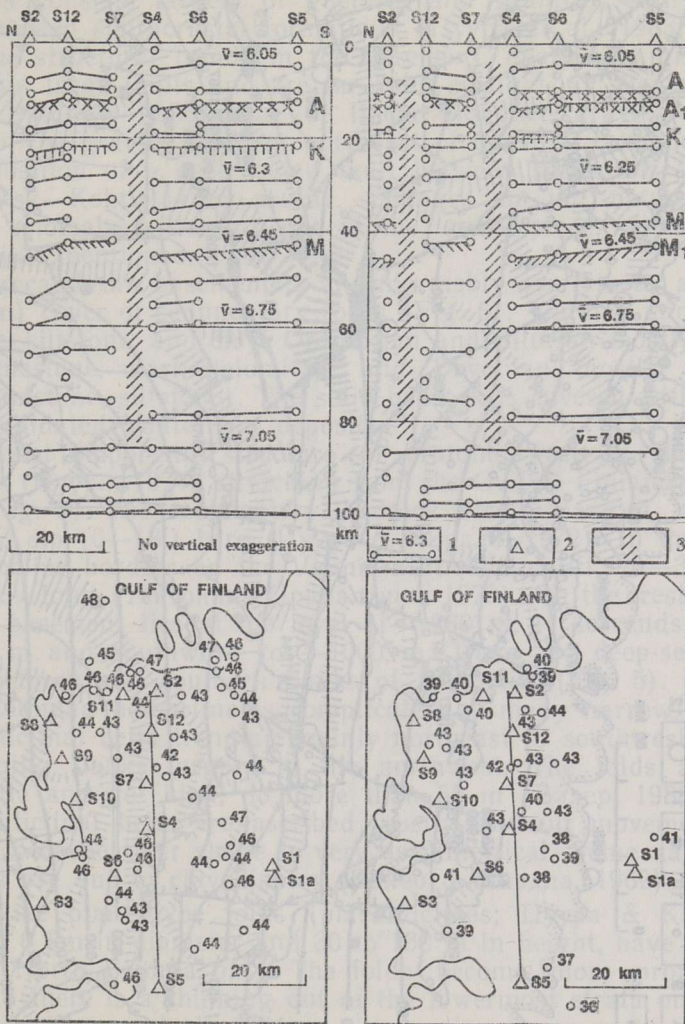 S2 S12 S7 S4 S6 S5
N S
v̄=6.05
A
K
v̄=6.3
v̄=6.45
M
v̄=6.75
v̄=7.05
S2 S12 S7 S4 S6 S5
N S
0
20
40
60
80
100
km
v̄=6.05
A
A₁
K
v̄=6.25
M
v̄=6.45
M₁
v̄=6.75
v̄=7.05
20 km
No vertical exaggeration
v̄=6.3 1 2 3
GULF OF FINLAND
48
45 47 47 46
46 46 46 46 S2 46
S11 44 43 45 44
S8 44 43 S12 43 43
S9 43 42
S7 43 44
S10 44
S4 47
44 46 46
46 S6 46 44 44 S1
44 46 S1a
S3 43
43 44
44
20 km
46 S5
GULF OF FINLAND
40
39 40 S11 39
40 S2
S8 44
43 43 43 S12
S9 42 43 43
43 S7
S10 40 43
43 S4
38 41
39 S1
41 S6 38 S1a
S3
39
37 20 km
S5
36